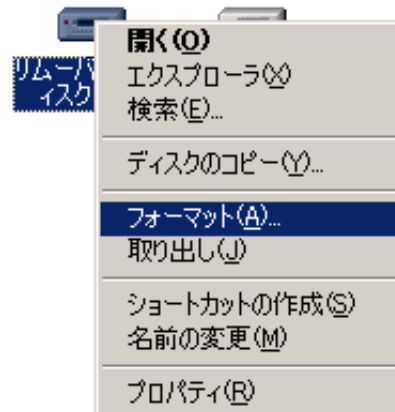 リムーバ
ィスク
開く(O)
エクスプローラ(X)
検索(E)...
ディスクのコピー(Y)...
フォーマット(A)...
取り出し(J)
ショートカットの作成(S)
名前の変更(M)
プロパティ(R)